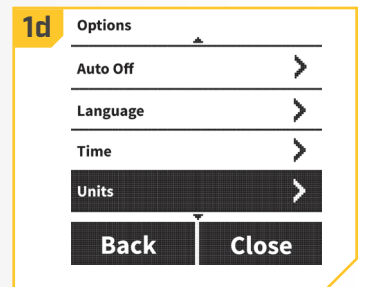 1d
Options
Auto Off
Language
Time
Units
Back Close